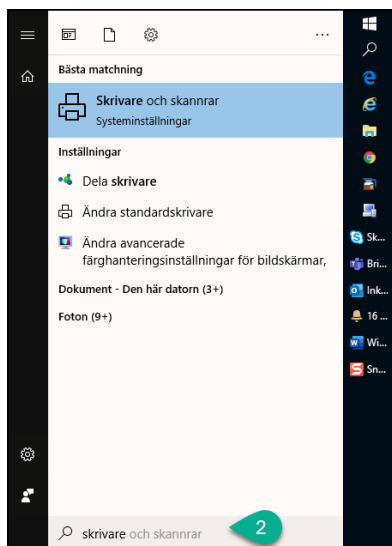 Bästa matchning
Skrivare och skannrar
Systeminställningar
Inställningar
Dela skrivare
Ändra standardskrivare
Ändra avancerade
färghanteringsinställningar för bildskärmar,
Dokument - Den här datorn (3+)
Foton (9+)
skrivare och skannrar
2
Sk...
Bri...
Ink...
16 ...
Wi...
Sn...